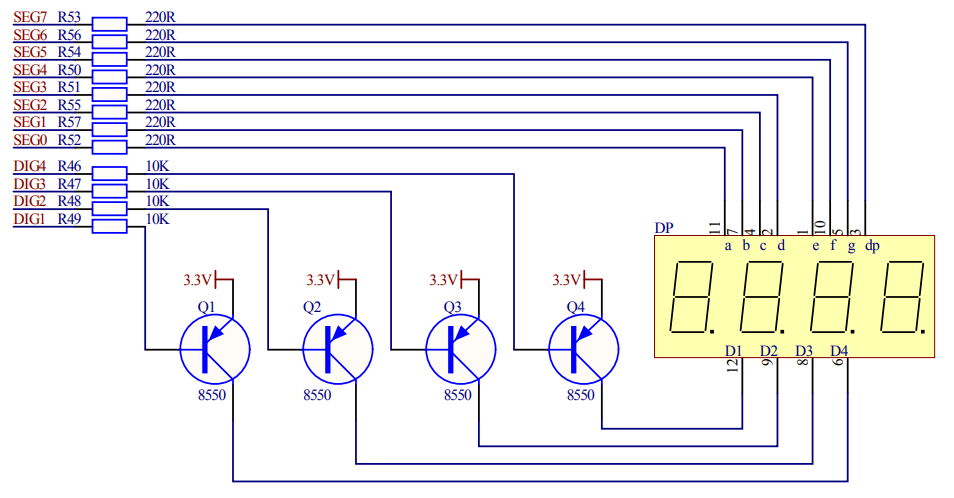 SEG7 R53 220R
SEG6 R56 220R
SEG5 R54 220R
SEG4 R50 220R
SEG3 R51 220R
SEG2 R55 220R
SEG1 R57 220R
SEG0 R52 220R
DIG4 R46 10K
DIG3 R47 10K
DIG2 R48 10K
DIG1 R49 10K
DP
11 7 4 2 1 10 5 3
a b c d e f g dp
3.3V 3.3V 3.3V 3.3V
Q1 Q2 Q3 Q4
D1 D2 D3 D4
12 9 8 6
8550 8550 8550 8550